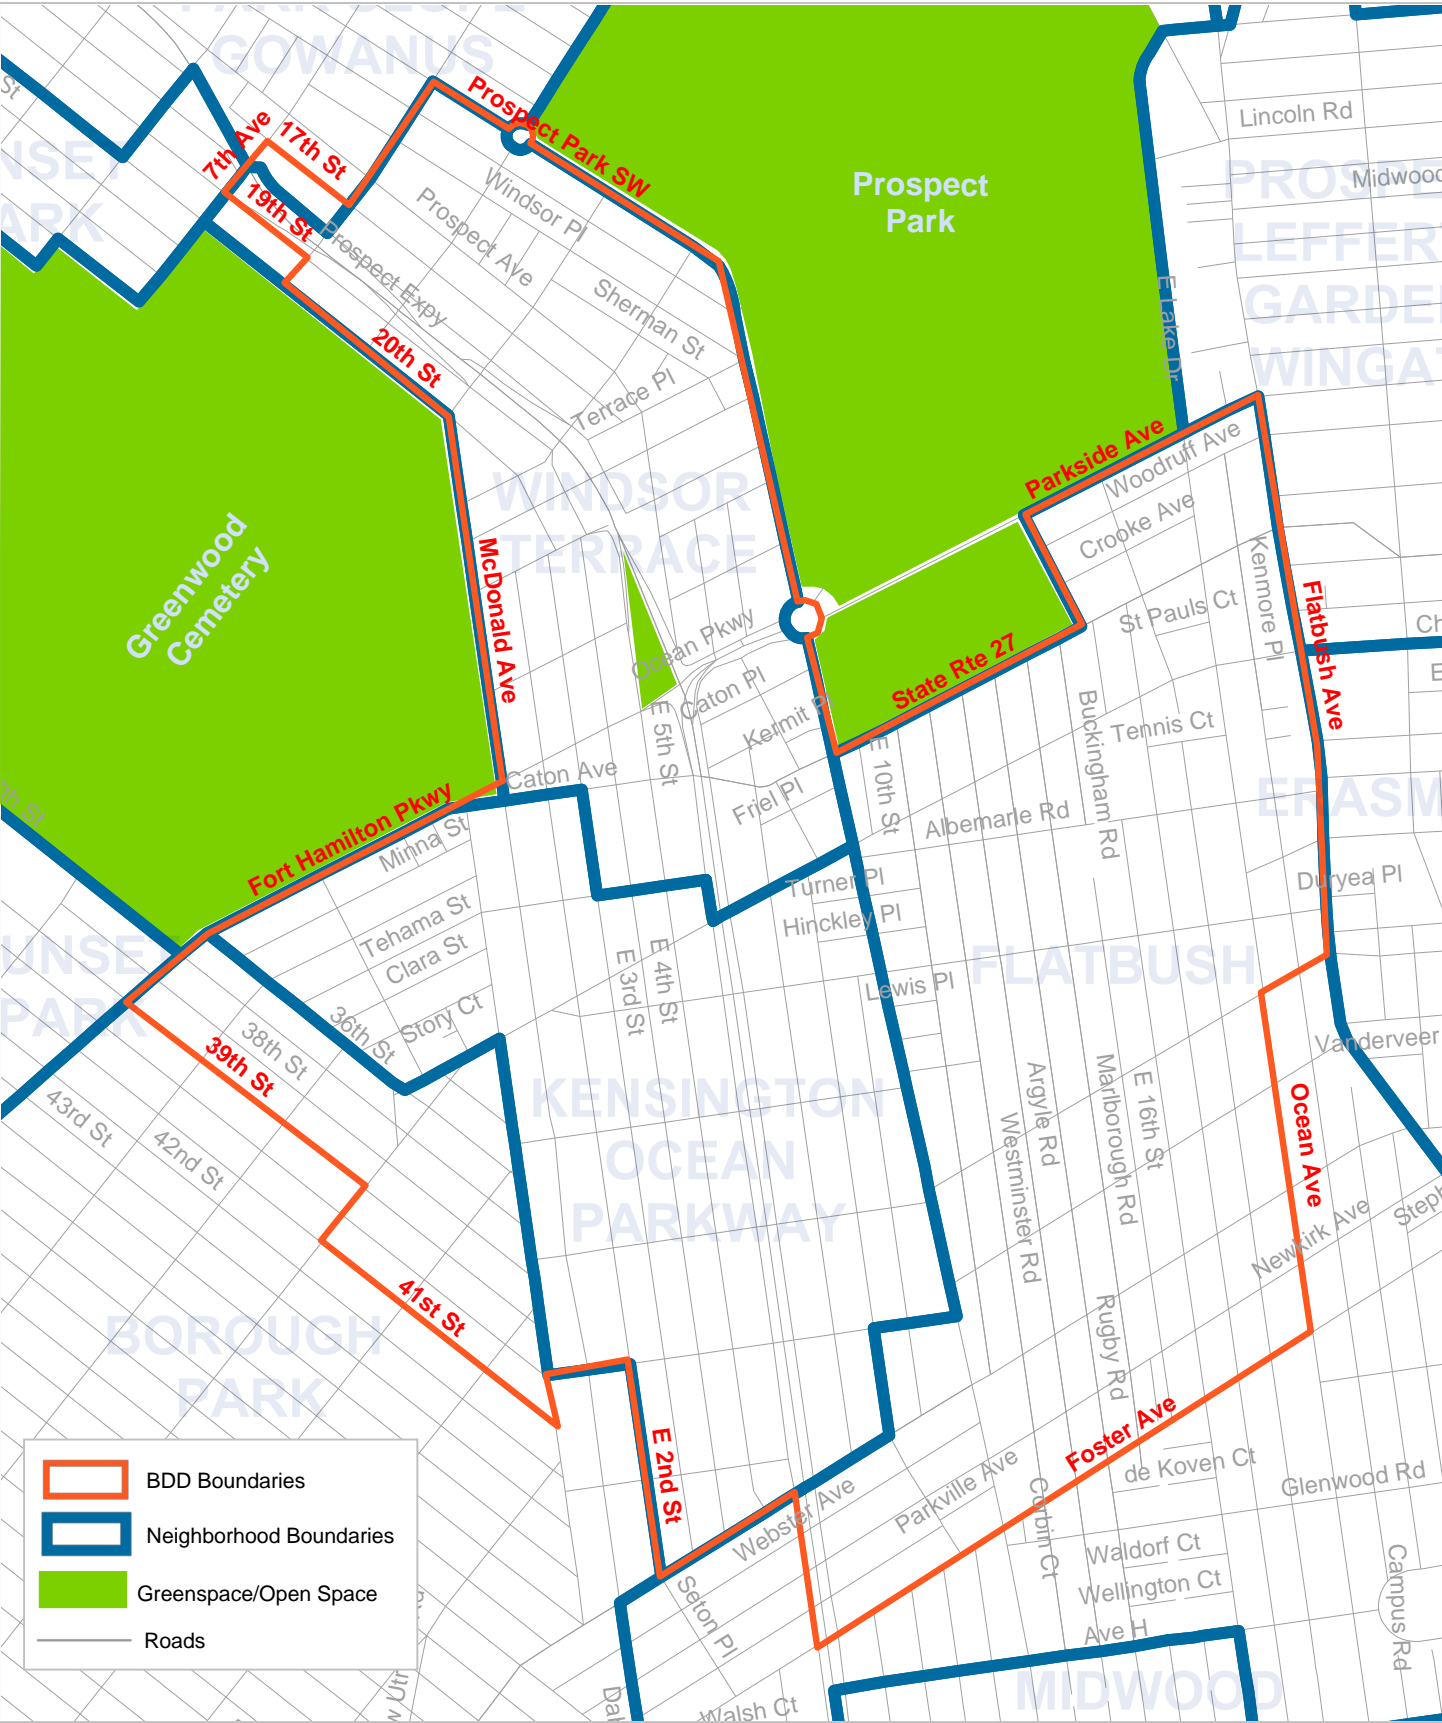 GOWANUS
St
Prospect Park SW
7th Ave
17th St
19th St
Lincoln Rd
Midwood
Windsor Pl
Prospect Ave
Prospect
Park
Prospect Expy
Sherman St
E Lake Dr
20th St
Terrace Pl
Parkside Ave
Woodruff Ave
WINDSOR
TERRACE
Crooke Ave
Greenwood
Cemetery
McDonald Ave
Kenmore Pl
Flatbush Ave
St Pauls Ct
Ocean Pkwy
State Rte 27
Caton Pl
Kermit Pl
E 5th St
Buckingham Rd
Tennis Ct
E 10th St
Caton Ave
Friel Pl
Albemarle Rd
Fort Hamilton Pkwy
Minna St
Turner Pl
Duryea Pl
Hinckley Pl
Tehama St
Clara St
E 3rd St
E 4th St
FLATBUSH
Lewis Pl
PARK
36th St
Story Ct
38th St
39th St
Vanderveer
43rd St
42nd St
KENSINGTON
OCEAN
PARKWAY
Argyle Rd
Westminster Rd
Marlborough Rd
E 16th St
Ocean Ave
Newkirk Ave
41st St
Rugby Rd
BOROUGH
PARK
E 2nd St
Foster Ave
de Koven Ct
Glenwood Rd
Parkville Ave
Webster Ave
Corbin Ct
Waldorf Ct
Wellington Ct
Campus Rd
Seton Pl
Ave H
MIDWOOD
Walsh Ct
BDD Boundaries
Neighborhood Boundaries
Greenspace/Open Space
Roads